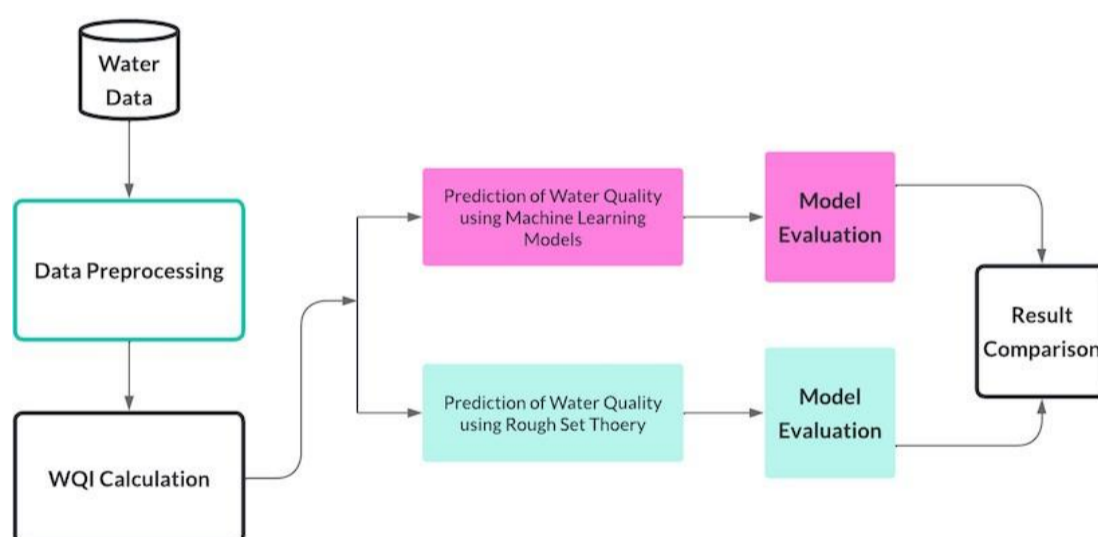 Water
Data
Data Preprocessing
WQI Calculation
Prediction of Water Quality
using Machine Learning
Models
Model
Evaluation
Prediction of Water Quality
using Rough Set Thoery
Model
Evaluation
Result
Comparison